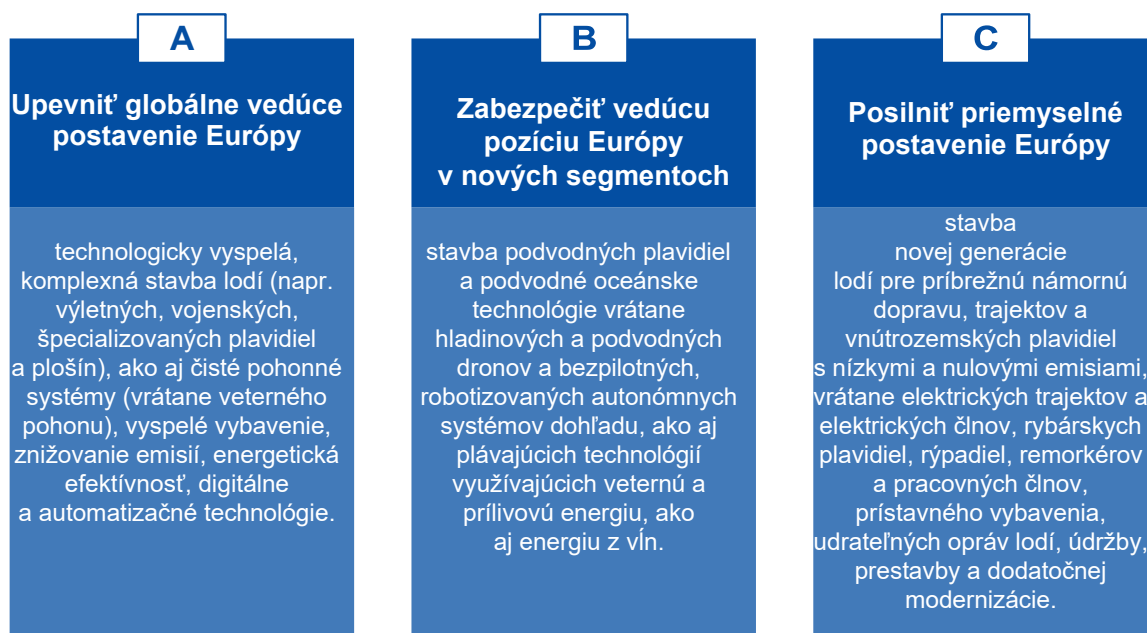 A
Upevniť globálne vedúce
postavenie Európy
technologicky vyspelá,
komplexná stavba lodí (napr.
výletných, vojenských,
špecializovaných plavidiel
a plošín), ako aj čisté pohonné
systémy (vrátane veterného
pohonu), vyspelé vybavenie,
znižovanie emisií, energetická
efektívnosť, digitálne
a automatizačné technológie.
B
Zabezpečiť vedúcu
pozíciu Európy
v nových segmentoch
stavba podvodných plavidiel
a podvodné oceánske
technológie vrátane
hladinových a podvodných
dronov a bezpilotných,
robotizovaných autonómnych
systémov dohľadu, ako aj
plávajúcich technológií
využívajúcich veternú a
prílivovú energiu, ako
aj energiu z vĺn.
C
Posilniť priemyselné
postavenie Európy
stavba
novej generácie
lodí pre príbrežnú námornú
dopravu, trajektov a
vnútrozemských plavidiel
s nízkymi a nulovými emisiami,
vrátane elektrických trajektov a
elektrických člnov, rybárskych
plavidiel, rýpadiel, remorkérov
a pracovných člnov,
prístavného vybavenia,
udrateľných opráv lodí, údržby,
prestavby a dodatočnej
modernizácie.